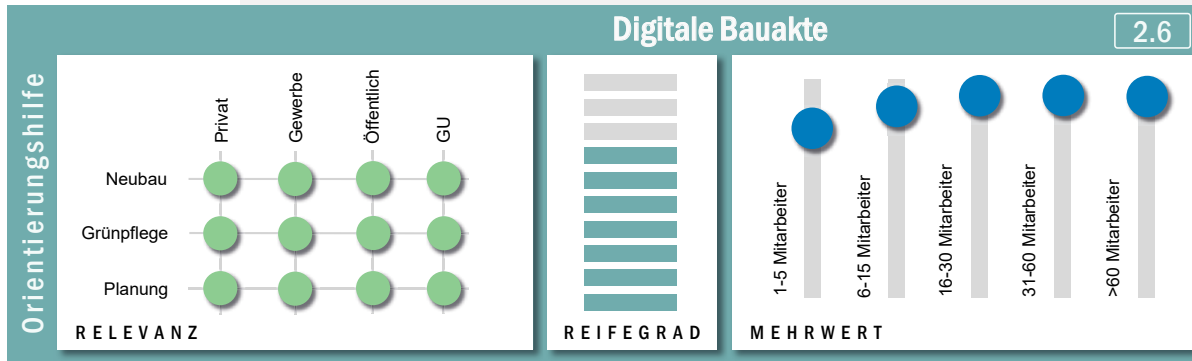 Digitale Bauakte
2.6
Orientierungshilfe
Privat
Gewerbe
Öffentlich
GU
Neubau
Grünpflege
Planung
RELEVANZ
REIFEGRAD
1-5 Mitarbeiter
6-15 Mitarbeiter
16-30 Mitarbeiter
31-60 Mitarbeiter
>60 Mitarbeiter
MEHRWERT